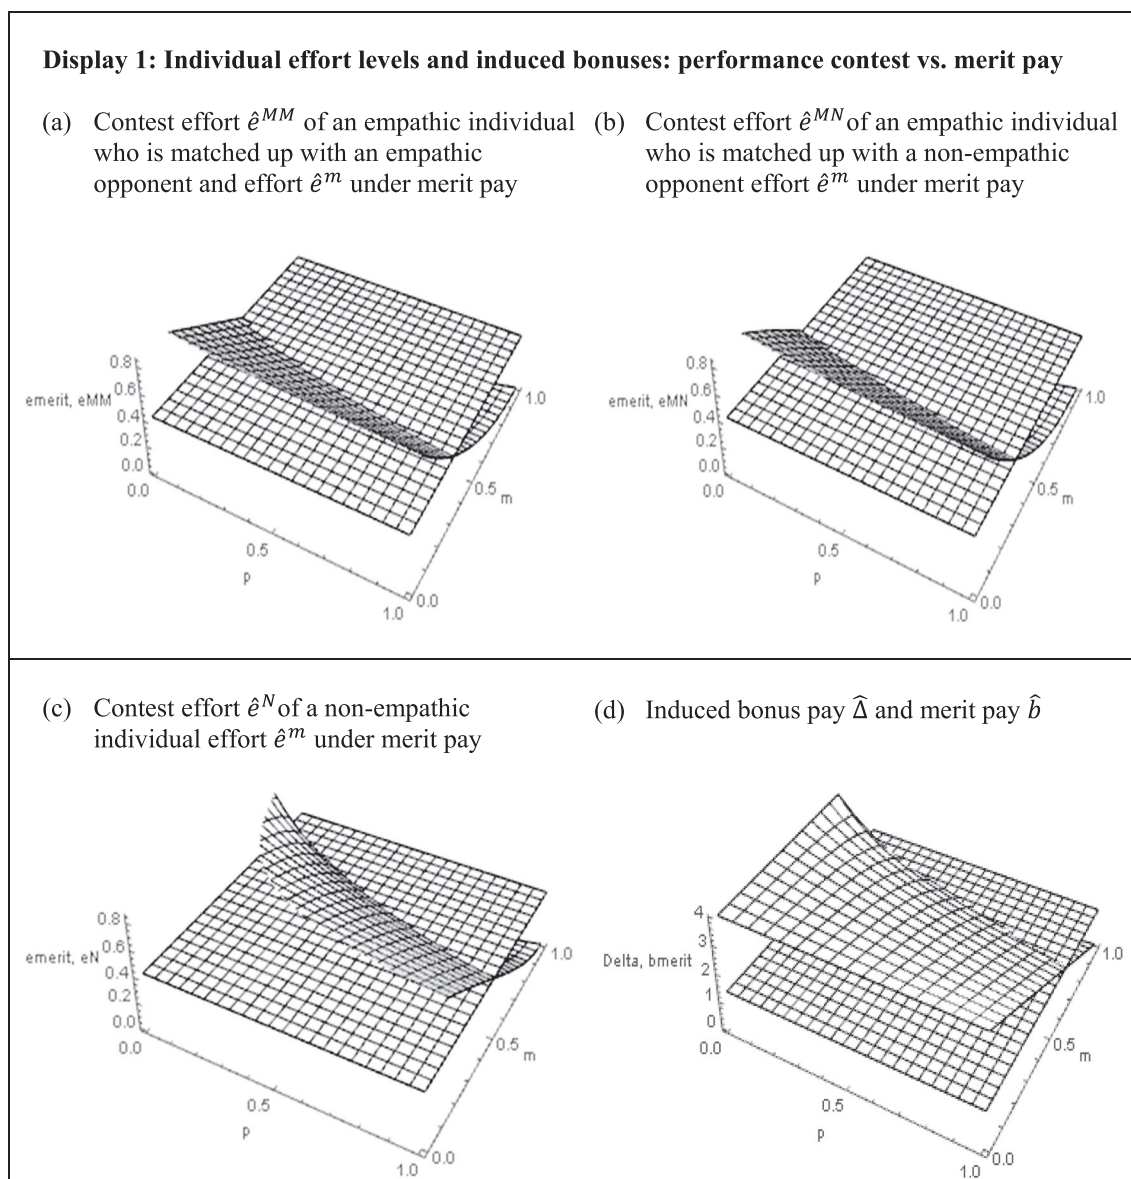 Display 1: Individual effort levels and induced bonuses: performance contest vs. merit pay
(a) Contest effort ê^MM of an empathic individual
who is matched up with an empathic
opponent and effort ê^m under merit pay
(b) Contest effort ê^MN of an empathic individual
who is matched up with a non-empathic
opponent effort ê^m under merit pay
0.8
0.6
emerit, eMM
0.4
0.2
0.0
0.0
0.5
p
1.0
0.0
0.5
m
1.0
0.8
0.6
emerit, eMN
0.4
0.2
0.0
0.0
0.5
p
1.0
0.0
0.5
m
1.0
(c) Contest effort ê^N of a non-empathic
individual effort ê^m under merit pay
(d) Induced bonus pay Δ̂ and merit pay b̂
0.8
0.6
emerit, eN
0.4
0.2
0.0
0.0
0.5
p
1.0
0.0
0.5
m
1.0
4
3
Delta, bmerit
2
1
0
0.0
0.5
p
1.0
0.0
0.5
m
1.0